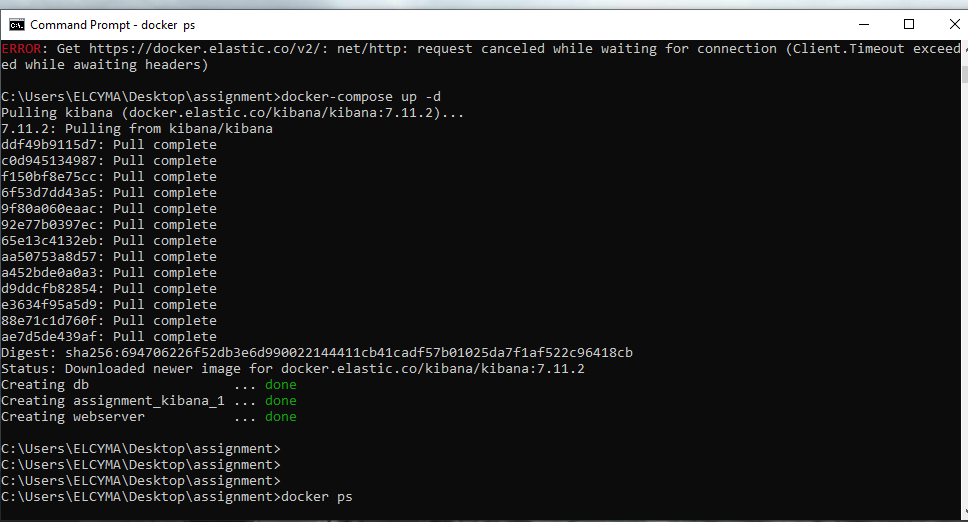 Command Prompt - docker ps
ERROR: Get https://docker.elastic.co/v2/: net/http: request canceled while waiting for connection (Client.Timeout exceed
ed while awaiting headers)
C:\Users\ELCYMA\Desktop\assignment>docker-compose up -d
Pulling kibana (docker.elastic.co/kibana/kibana:7.11.2)...
7.11.2: Pulling from kibana/kibana
ddf49b9115d7: Pull complete
c0d945134987: Pull complete
f150bf8e75cc: Pull complete
6f53d7dd43a5: Pull complete
9f80a060eaac: Pull complete
92e77b0397ec: Pull complete
65e13c4132eb: Pull complete
aa50753a8d57: Pull complete
a452bde0a0a3: Pull complete
d9ddcfb82854: Pull complete
e3634f95a5d9: Pull complete
88e71c1d760f: Pull complete
ae7d5de439af: Pull complete
Digest: sha256:694706226f52db3e6d990022144411cb41cadf57b01025da7f1af522c96418cb
Status: Downloaded newer image for docker.elastic.co/kibana/kibana:7.11.2
Creating db                  ... done
Creating assignment_kibana_1 ... done
Creating webserver           ... done
C:\Users\ELCYMA\Desktop\assignment>
C:\Users\ELCYMA\Desktop\assignment>
C:\Users\ELCYMA\Desktop\assignment>
C:\Users\ELCYMA\Desktop\assignment>docker ps